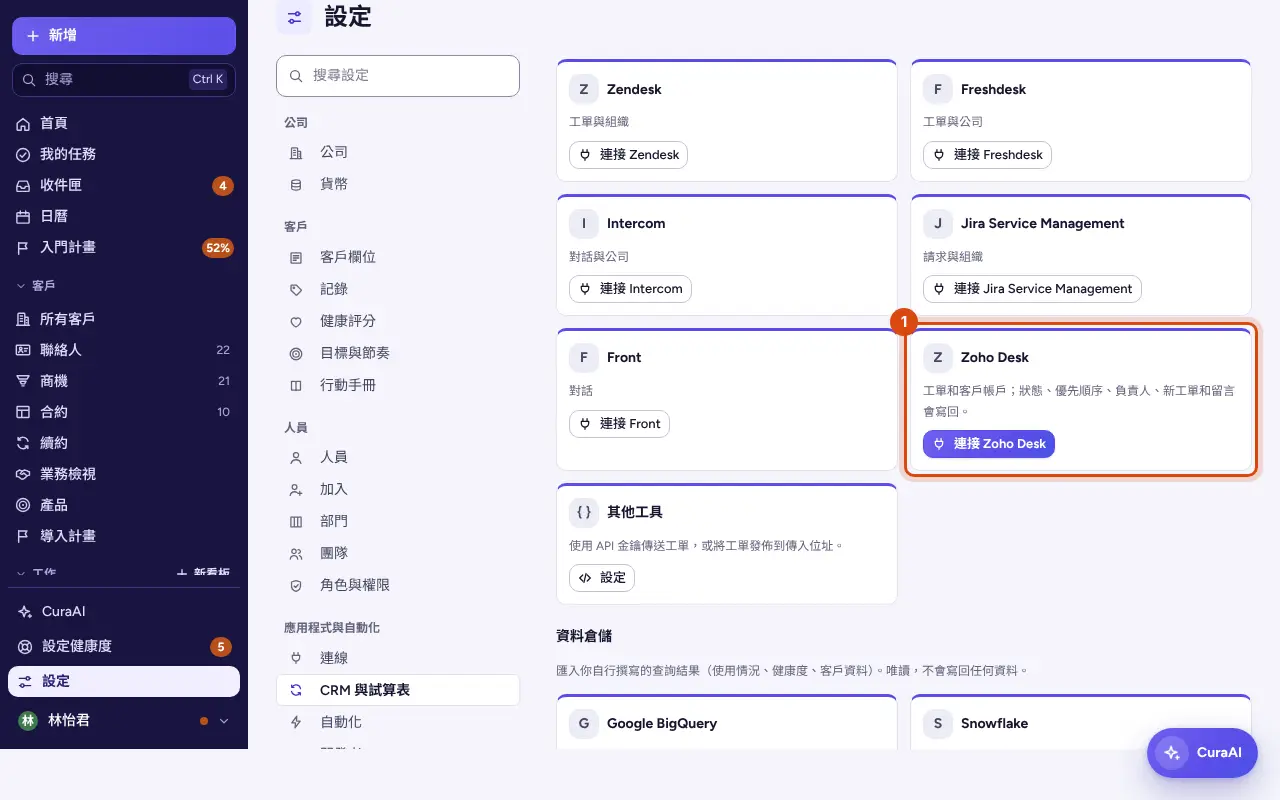 新增
搜尋 Ctrl K
首頁
我的任務
收件匣 4
日曆
入門計畫 52%
客戶
所有客戶
聯絡人 22
商機 21
合約 10
續約
業務檢視
產品
導入計畫
工作 新看板
CuraAI
設定健康度 5
設定
林 林怡君
設定
搜尋設定
公司
公司
貨幣
客戶
客戶欄位
記錄
健康評分
目標與節奏
行動手冊
人員
人員
加入
部門
團隊
角色與權限
應用程式與自動化
連線
CRM 與試算表
自動化
Z Zendesk
工單與組織
連接 Zendesk
F Freshdesk
工單與公司
連接 Freshdesk
I Intercom
對話與公司
連接 Intercom
J Jira Service Management
請求與組織
連接 Jira Service Management
F Front
對話
連接 Front
1
Z Zoho Desk
工單和客戶帳戶；狀態、優先順序、負責人、新工單和留言
會寫回。
連接 Zoho Desk
{ } 其他工具
使用 API 金鑰傳送工單，或將工單發佈到傳入位址。
設定
資料倉儲
匯入你自行撰寫的查詢結果（使用情況、健康度、客戶資料）。唯讀，不會寫回任何資料。
G Google BigQuery
S Snowflake
CuraAI